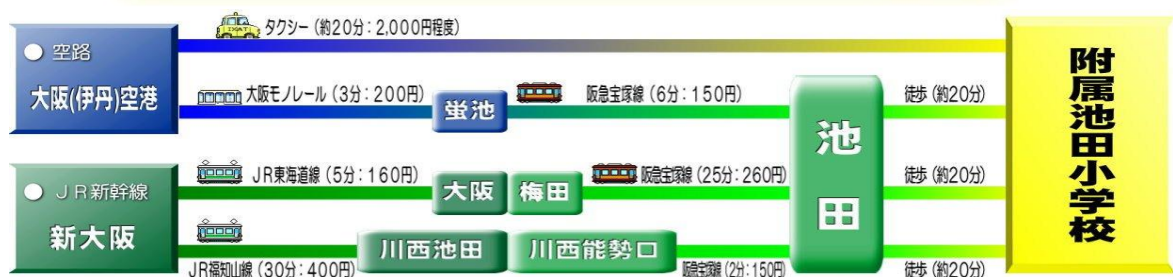 タクシー (約20分:2,000円程度)
● 空路
大阪(伊丹)空港
大阪モノレール (3分:200円)
蛍池
阪急宝塚線 (6分:150円)
池田
徒歩 (約20分)
附属池田小学校
● JR新幹線
新大阪
JR東海道線 (5分:160円)
大阪
梅田
阪急宝塚線 (25分:260円)
徒歩 (約20分)
JR福知山線 (30分:400円)
川西池田
川西能勢口
阪急宝塚線 (2分:150円)
徒歩 (約20分)